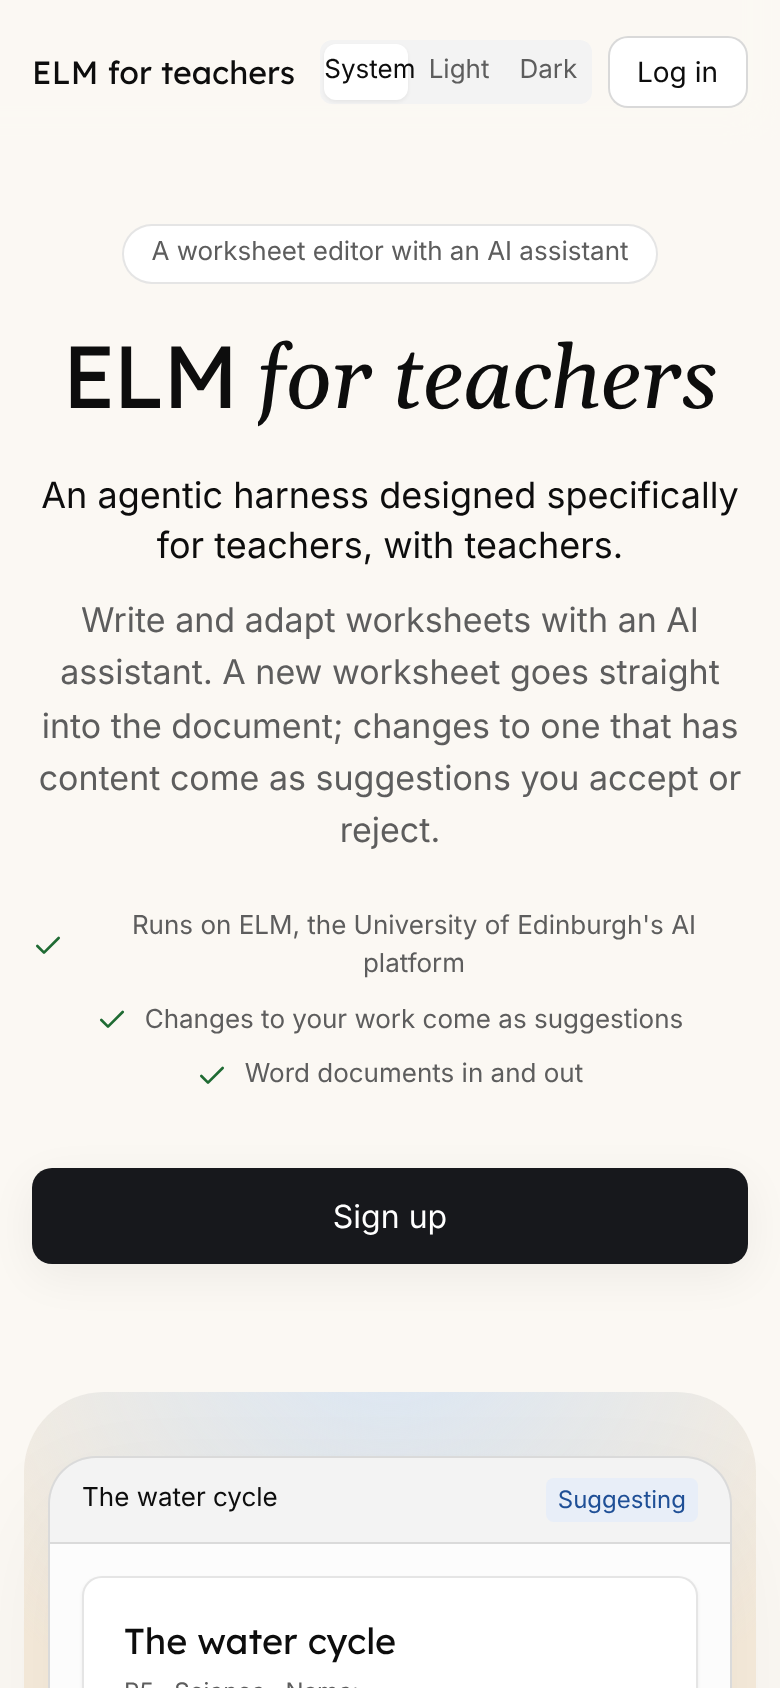 ELM for teachers
System Light Dark
Log in
A worksheet editor with an AI assistant
ELM for teachers
An agentic harness designed specifically
for teachers, with teachers.
Write and adapt worksheets with an AI
assistant. A new worksheet goes straight
into the document; changes to one that has
content come as suggestions you accept or
reject.
Runs on ELM, the University of Edinburgh's AI
platform
Changes to your work come as suggestions
Word documents in and out
Sign up
The water cycle
Suggesting
The water cycle